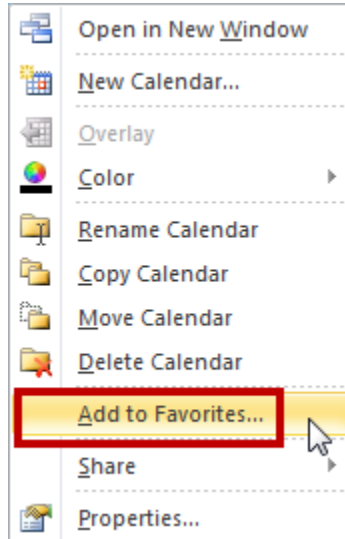 Open in New Window
New Calendar...
Overlay
Color
Rename Calendar
Copy Calendar
Move Calendar
Delete Calendar
Add to Favorites...
Share
Properties...